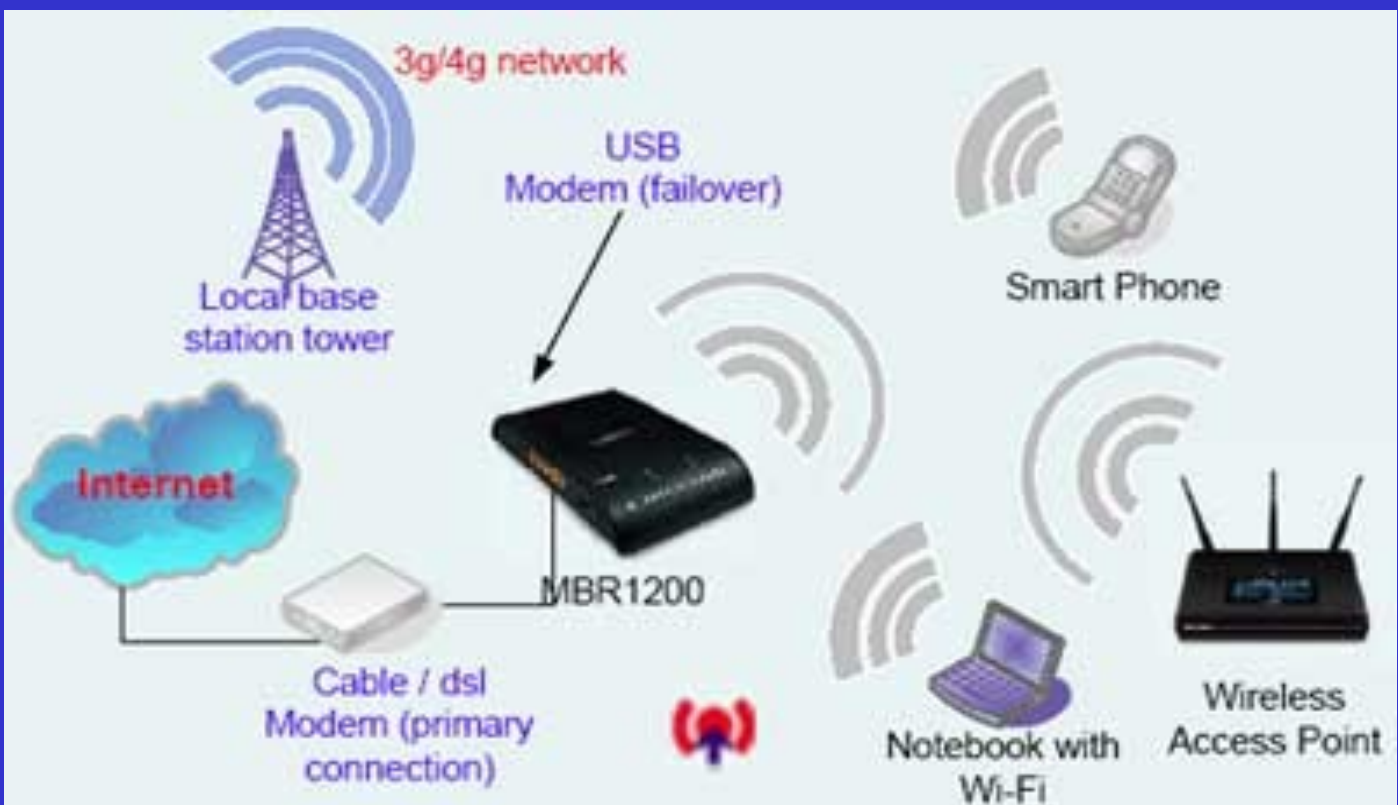 3g/4g network
USB
Modem (failover)
Local base
station tower
Smart Phone
Internet
MBR1200
Cable / dsl
Modem (primary
connection)
Notebook with
Wi-Fi
Wireless
Access Point